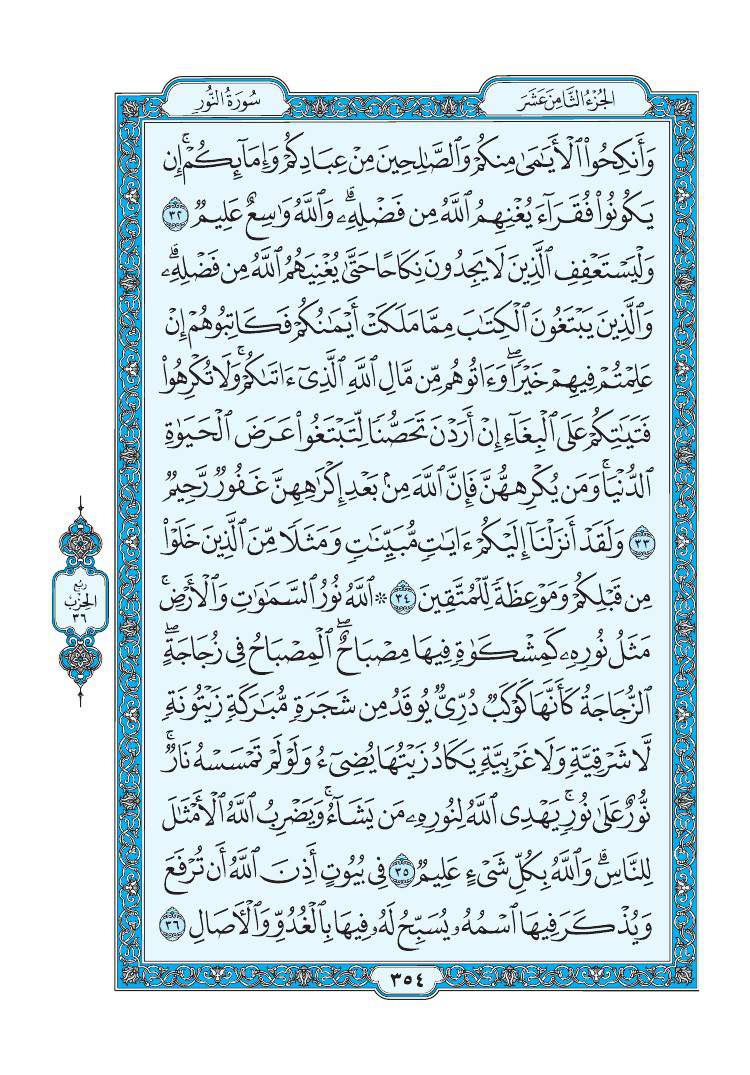 الجُزْءُ الثَّامِنَ عَشَرَ
سُورَةُ النُّورِ
وَأَنكِحُوا۟ ٱلْأَيَٰمَىٰ مِنكُمْ وَٱلصَّٰلِحِينَ مِنْ عِبَادِكُمْ وَإِمَآئِكُمْ ۚ إِن
يَكُونُوا۟ فُقَرَآءَ يُغْنِهِمُ ٱللَّهُ مِن فَضْلِهِۦ ۗ وَٱللَّهُ وَٰسِعٌ عَلِيمٌ ٣٢
وَلْيَسْتَعْفِفِ ٱلَّذِينَ لَا يَجِدُونَ نِكَاحًا حَتَّىٰ يُغْنِيَهُمُ ٱللَّهُ مِن فَضْلِهِۦ ۗ
وَٱلَّذِينَ يَبْتَغُونَ ٱلْكِتَٰبَ مِمَّا مَلَكَتْ أَيْمَٰنُكُمْ فَكَاتِبُوهُمْ إِنْ
عَلِمْتُمْ فِيهِمْ خَيْرًا ۖ وَءَاتُوهُم مِّن مَّالِ ٱللَّهِ ٱلَّذِىٓ ءَاتَىٰكُمْ ۚ وَلَا تُكْرِهُوا۟
فَتَيَٰتِكُمْ عَلَى ٱلْبِغَآءِ إِنْ أَرَدْنَ تَحَصُّنًا لِّتَبْتَغُوا۟ عَرَضَ ٱلْحَيَوٰةِ
ٱلدُّنْيَا ۚ وَمَن يُكْرِههُّنَّ فَإِنَّ ٱللَّهَ مِنۢ بَعْدِ إِكْرَٰهِهِنَّ غَفُورٌ رَّحِيمٌ
٣٣ وَلَقَدْ أَنزَلْنَآ إِلَيْكُمْ ءَايَٰتٍ مُّبَيِّنَٰتٍ وَمَثَلًا مِّنَ ٱلَّذِينَ خَلَوْا۟
مِن قَبْلِكُمْ وَمَوْعِظَةً لِّلْمُتَّقِينَ ٣٤ ۞ ٱللَّهُ نُورُ ٱلسَّمَٰوَٰتِ وَٱلْأَرْضِ ۚ
مَثَلُ نُورِهِۦ كَمِشْكَوٰةٍ فِيهَا مِصْبَاحٌ ۖ ٱلْمِصْبَاحُ فِى زُجَاجَةٍ ۖ
ٱلزُّجَاجَةُ كَأَنَّهَا كَوْكَبٌ دُرِّىٌّ يُوقَدُ مِن شَجَرَةٍ مُّبَٰرَكَةٍ زَيْتُونَةٍ
لَّا شَرْقِيَّةٍ وَلَا غَرْبِيَّةٍ يَكَادُ زَيْتُهَا يُضِىٓءُ وَلَوْ لَمْ تَمْسَسْهُ نَارٌ ۚ
نُّورٌ عَلَىٰ نُورٍ ۗ يَهْدِى ٱللَّهُ لِنُورِهِۦ مَن يَشَآءُ ۚ وَيَضْرِبُ ٱللَّهُ ٱلْأَمْثَٰلَ
لِلنَّاسِ ۗ وَٱللَّهُ بِكُلِّ شَىْءٍ عَلِيمٌ ٣٥ فِى بُيُوتٍ أَذِنَ ٱللَّهُ أَن تُرْفَعَ
وَيُذْكَرَ فِيهَا ٱسْمُهُۥ يُسَبِّحُ لَهُۥ فِيهَا بِٱلْغُدُوِّ وَٱلْءَاصَالِ ٣٦
ربع
الحِزْبِ
٣٦
٣٥٤